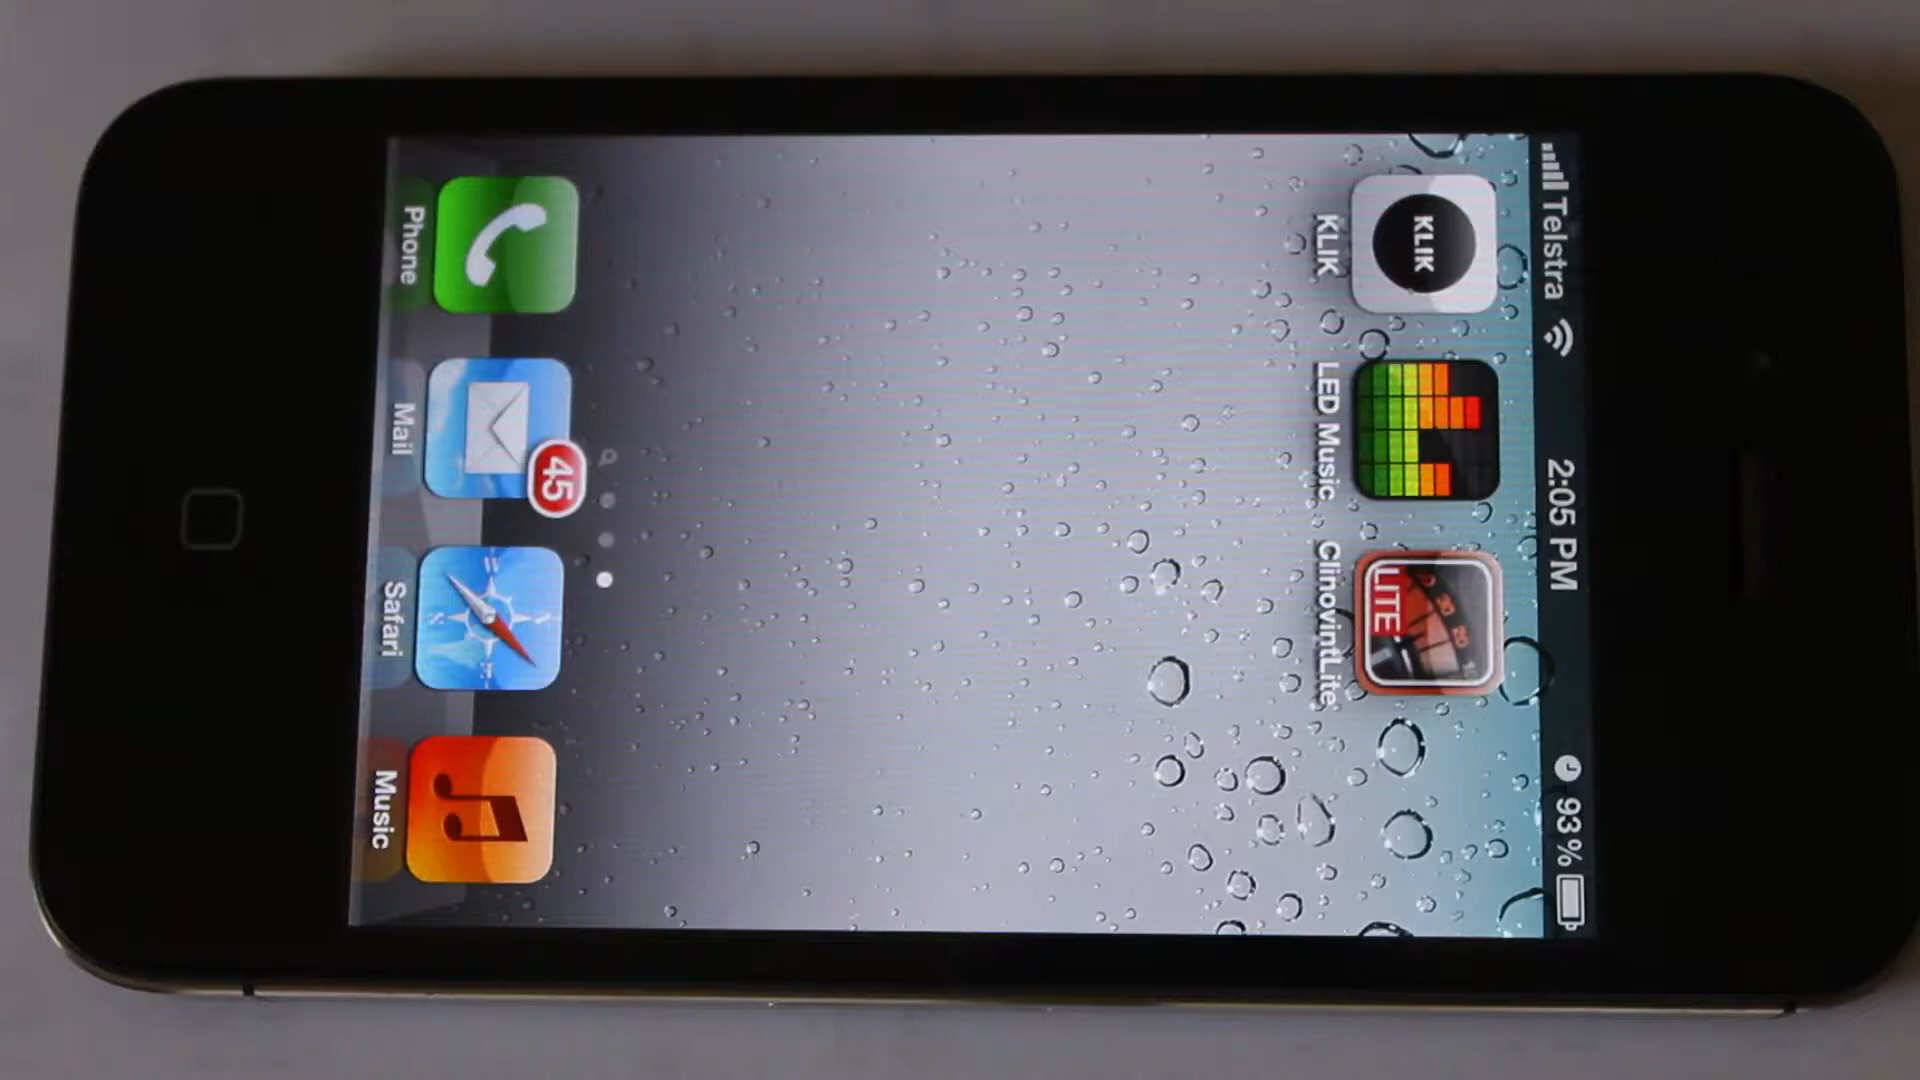 Telstra 2:05 PM 93%
KLIK
LITE
KLIK LED Music ClinovintLite
45
Phone Mail Safari Music